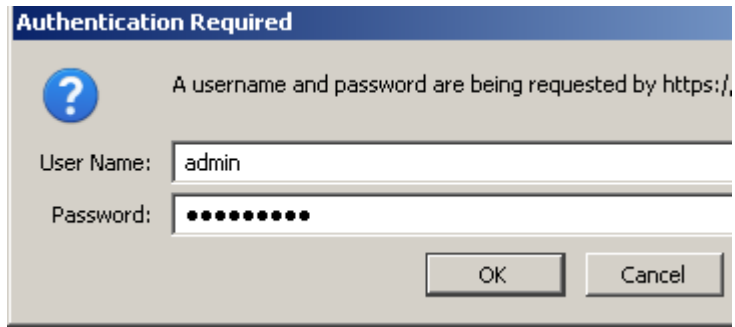 Authentication Required
A username and password are being requested by https:/
User Name: admin
Password: •••••••••
OK Cancel